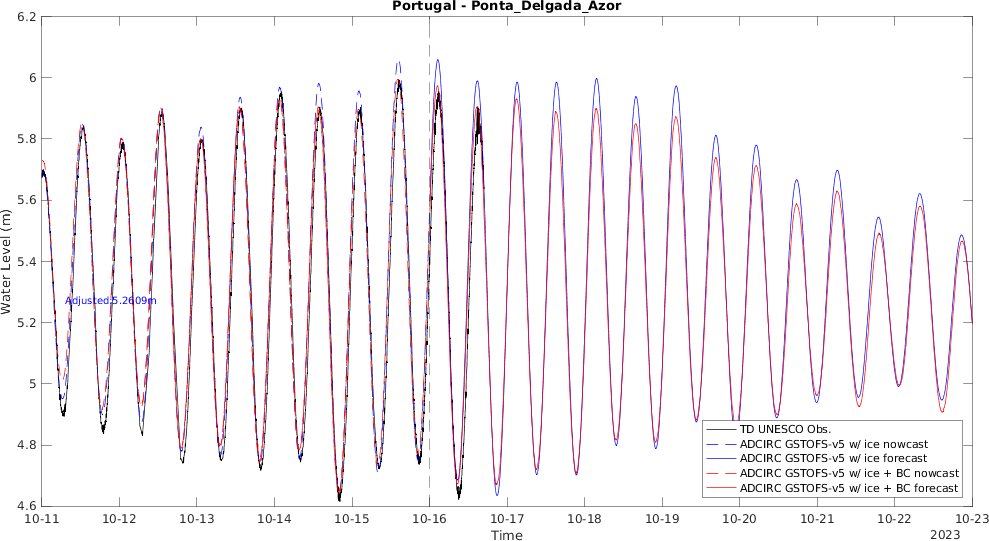 Portugal - Ponta_Delgada_Azor
6.2
6
5.8
5.6
5.4
5.2
5
4.8
4.6
Water Level (m)
Adjusted:5.2609m
TD UNESCO Obs.
ADCIRC GSTOFS-v5 w/ ice nowcast
ADCIRC GSTOFS-v5 w/ ice forecast
ADCIRC GSTOFS-v5 w/ ice + BC nowcast
ADCIRC GSTOFS-v5 w/ ice + BC forecast
10-11 10-12 10-13 10-14 10-15 10-16 10-17 10-18 10-19 10-20 10-21 10-22 10-23
Time
2023